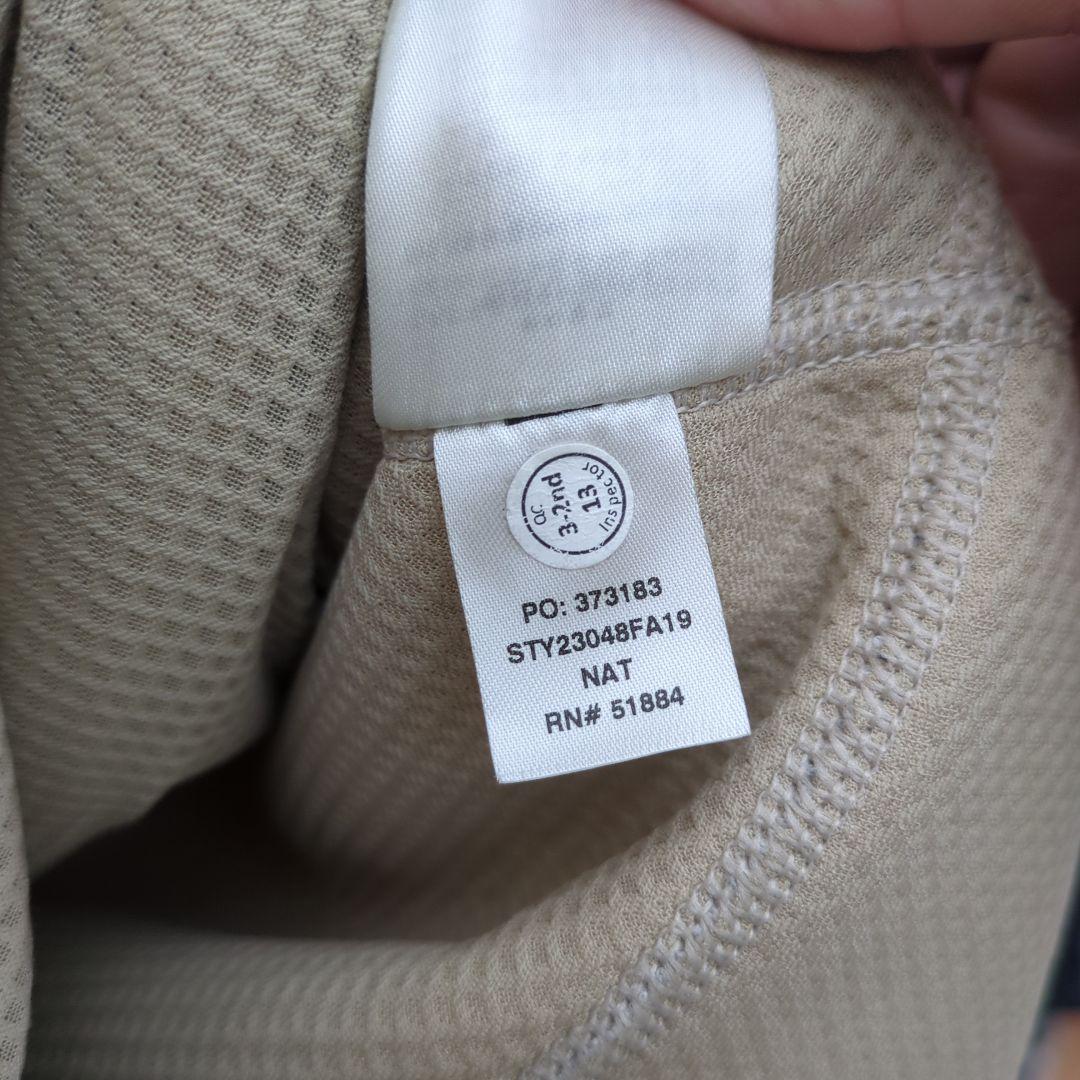 QC
3-2nd
13
Inspector
PO: 373183
STY23048FA19
NAT
RN# 51884